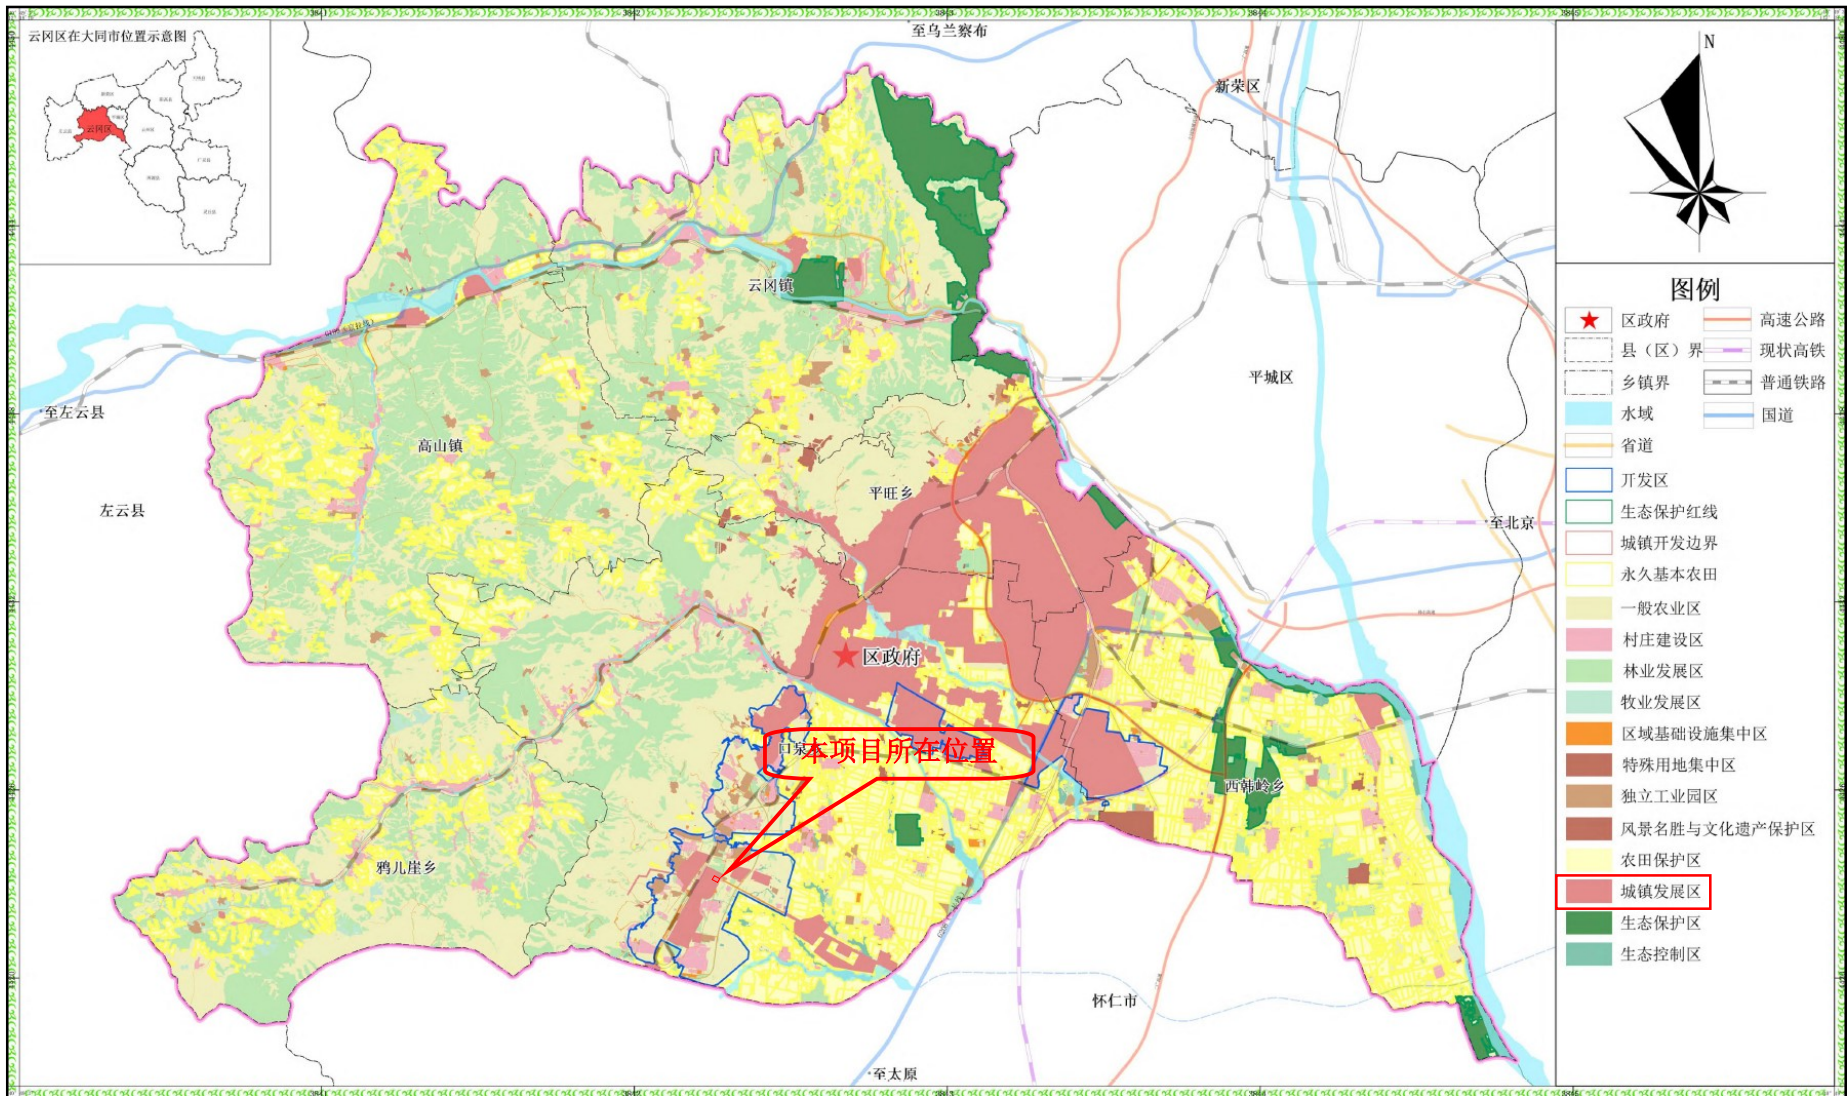 云冈区在大同市位置示意图
云冈区
至乌兰察布
新荣区
云冈镇
平城区
至左云县
高山镇
左云县
平旺乡
至北京
区政府
口泉
本项目所在位置
西韩岭乡
鸦儿崖乡
怀仁市
至太原
N
图例
区政府
高速公路
县（区）界
现状高铁
乡镇界
普通铁路
水域
国道
省道
开发区
生态保护红线
城镇开发边界
永久基本农田
一般农业区
村庄建设区
林业发展区
牧业发展区
区域基础设施集中区
特殊用地集中区
独立工业园区
风景名胜与文化遗产保护区
农田保护区
城镇发展区
生态保护区
生态控制区